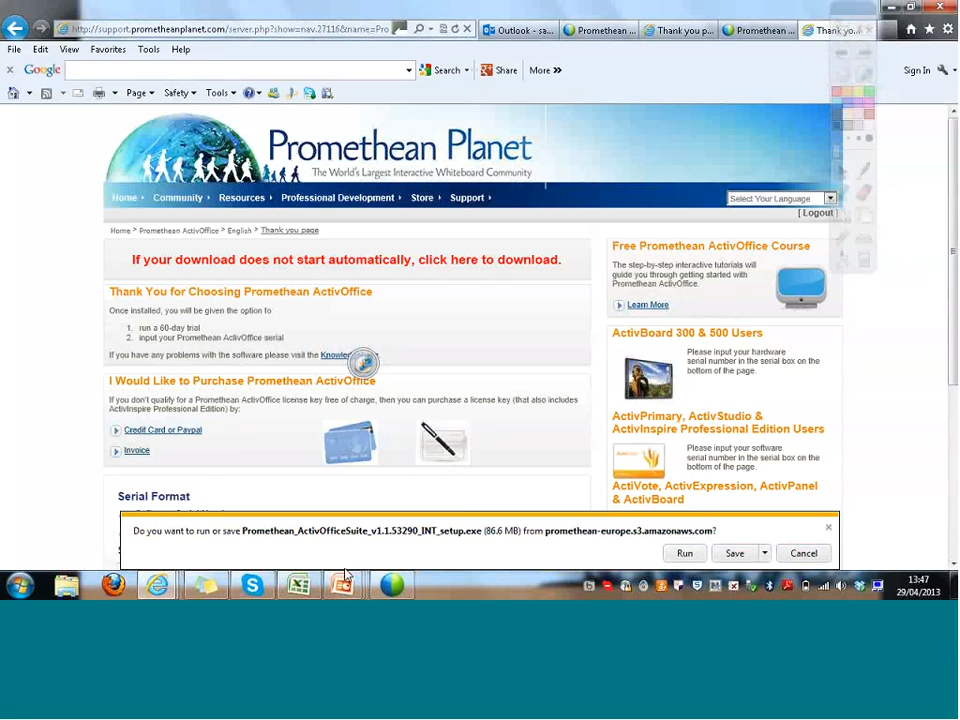 http://support.prometheanplanet.com/server.php?show=nav.27116&name=Pro
Outlook - sa...
Promethean ...
Thank you p...
Promethean ...
Thank yo...
File Edit View Favorites Tools Help
Google Search Share More »
Sign In
Page Safety Tools
Promethean Planet
The World's Largest Interactive Whiteboard Community
Home Community Resources Professional Development Store Support
Select Your Language
[ Logout ]
Home > Promethean ActivOffice > English > Thank you page
If your download does not start automatically, click here to download.
Thank You for Choosing Promethean ActivOffice
Once installed, you will be given the option to:
1. run a 60-day trial
2. input your Promethean ActivOffice serial
If you have any problems with the software please visit the
I Would Like to Purchase Promethean ActivOffice
If you don't qualify for a Promethean ActivOffice license key free of charge, then you can purchase a license key (that also includes
ActivInspire Professional Edition) by:
Credit Card or Paypal
Invoice
Serial Format
Free Promethean ActivOffice Course
The step-by-step interactive tutorials will
guide you through getting started with
Promethean ActivOffice.
Learn More
ActivBoard 300 & 500 Users
Please input your hardware
serial number in the serial box on the
bottom of the page.
ActivPrimary, ActivStudio &
ActivInspire Professional Edition Users
Please input your software
serial number in the serial box on the
bottom of the page.
ActiVote, ActivExpression, ActivPanel
& ActivBoard
Do you want to run or save Promethean_ActivOfficeSuite_v1.1.53290_INT_setup.exe (86.6 MB) from promethean-europe.s3.amazonaws.com?
Run Save Cancel
13:47
29/04/2013